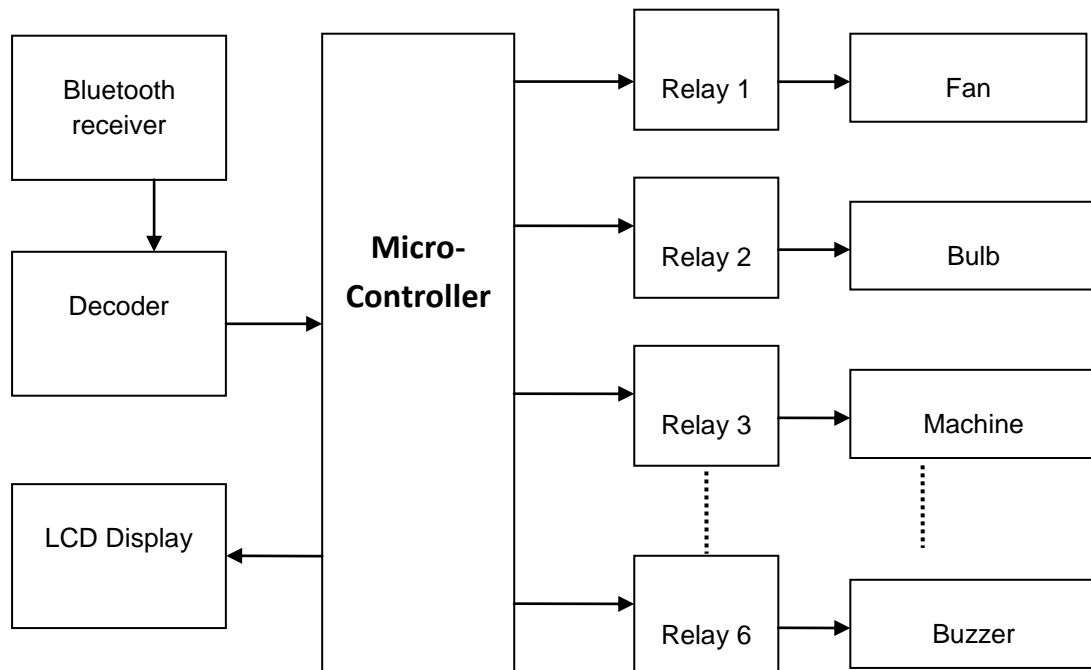 Bluetooth
receiver
Decoder
LCD Display
Micro-
Controller
Relay 1
Fan
Relay 2
Bulb
Relay 3
Machine
Relay 6
Buzzer